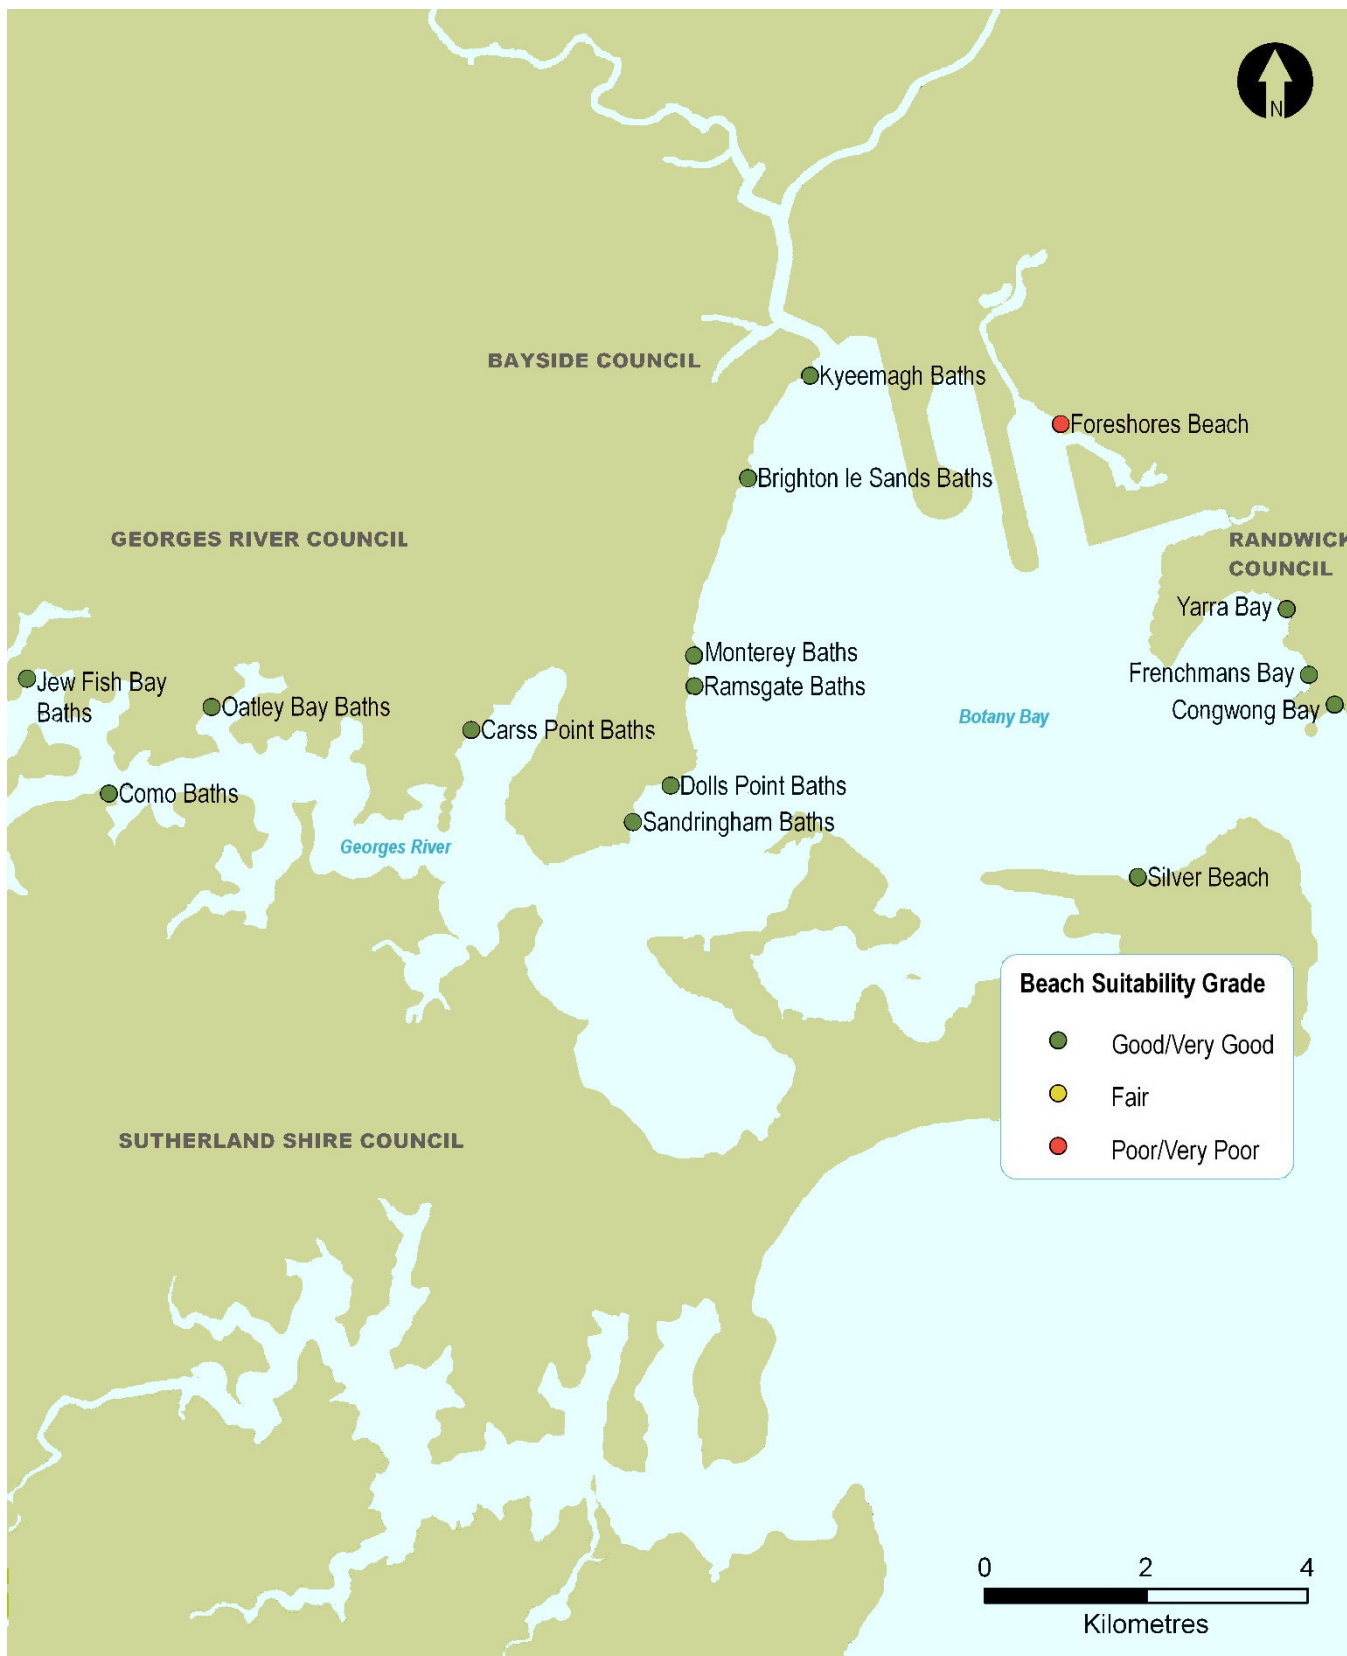 N
BAYSIDE COUNCIL
Kyeemagh Baths
Foreshores Beach
Brighton le Sands Baths
GEORGES RIVER COUNCIL
RANDWICK
COUNCIL
Yarra Bay
Monterey Baths
Frenchmans Bay
Jew Fish Bay
Baths
Ramsgate Baths
Oatley Bay Baths
Congwong Bay
Botany Bay
Carss Point Baths
Dolls Point Baths
Como Baths
Sandringham Baths
Georges River
Silver Beach
Beach Suitability Grade
Good/Very Good
Fair
Poor/Very Poor
SUTHERLAND SHIRE COUNCIL
0 2 4
Kilometres